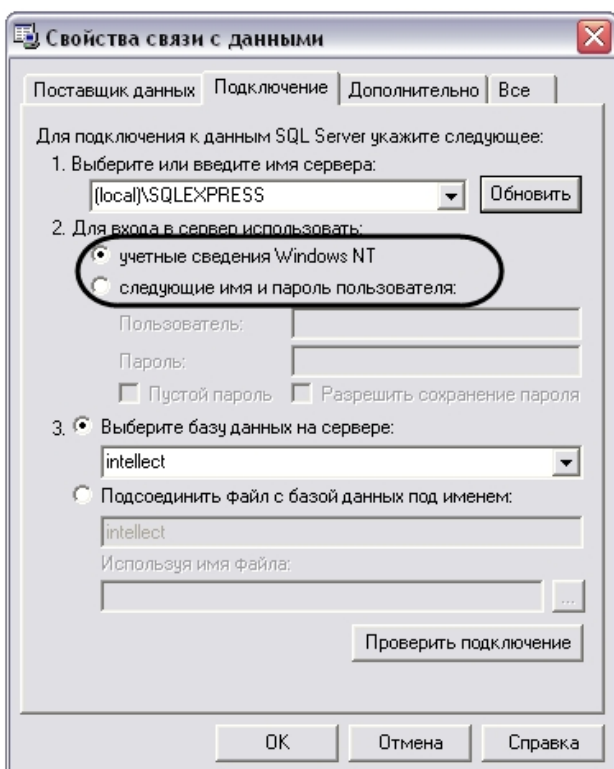 Свойства связи с данными
Поставщик данных Подключение Дополнительно Все
Для подключения к данным SQL Server укажите следующее:
1. Выберите или введите имя сервера:
(local)\SQLEXPRESS Обновить
2. Для входа в сервер использовать:
учетные сведения Windows NT
следующие имя и пароль пользователя:
Пользователь:
Пароль:
Пустой пароль Разрешить сохранение пароля
3. Выберите базу данных на сервере:
intellect
Подсоединить файл с базой данных под именем:
intellect
Используя имя файла:
...
Проверить подключение
OK Отмена Справка